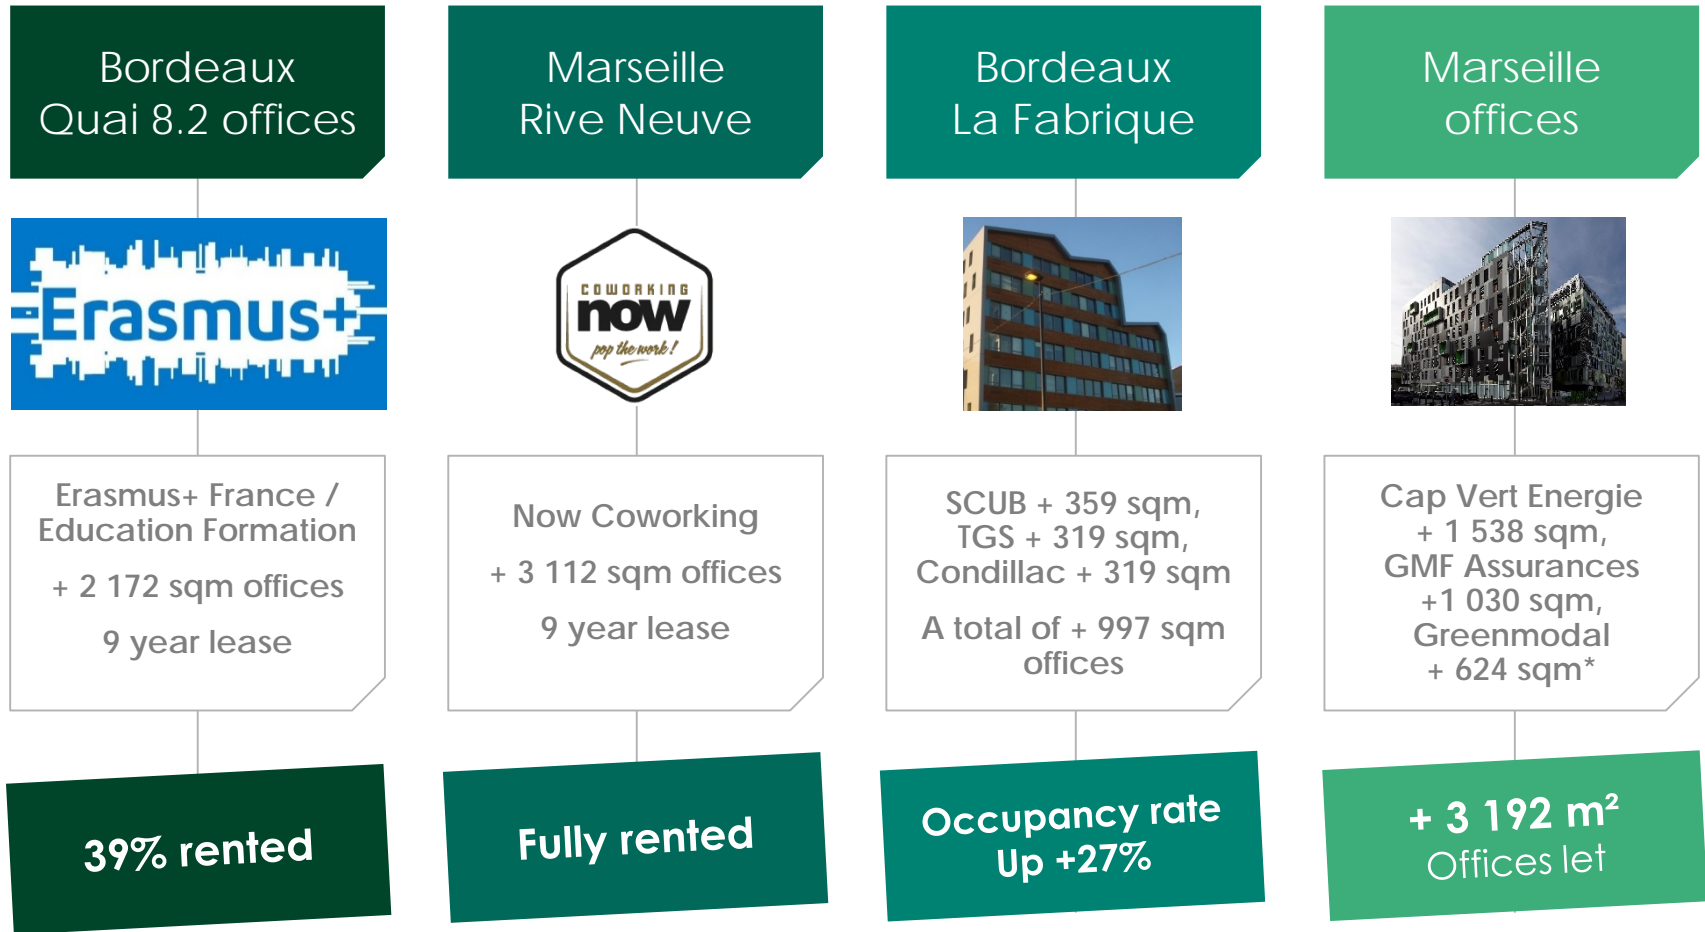 Bordeaux
Quai 8.2 offices
Marseille
Rive Neuve
Bordeaux
La Fabrique
Marseille
offices
Erasmus+
COWORKING
now
pop the work !
Erasmus+ France /
Education Formation
+ 2 172 sqm offices
9 year lease
Now Coworking
+ 3 112 sqm offices
9 year lease
SCUB + 359 sqm,
TGS + 319 sqm,
Condillac + 319 sqm
A total of + 997 sqm
offices
Cap Vert Energie
+ 1 538 sqm,
GMF Assurances
+1 030 sqm,
Greenmodal
+ 624 sqm*
39% rented
Fully rented
Occupancy rate
Up +27%
+ 3 192 m²
Offices let